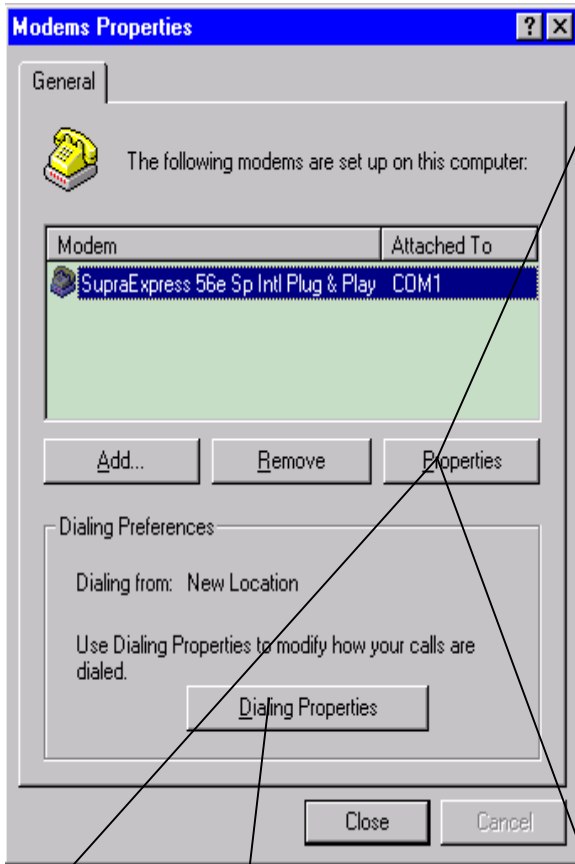 Modems Properties
General
The following modems are set up on this computer:
Modem Attached To
SupraExpress 56e Sp Intl Plug & Play COM1
Add... Remove Properties
Dialing Preferences
Dialing from: New Location
Use Dialing Properties to modify how your calls are
dialed.
Dialing Properties
Close Cancel